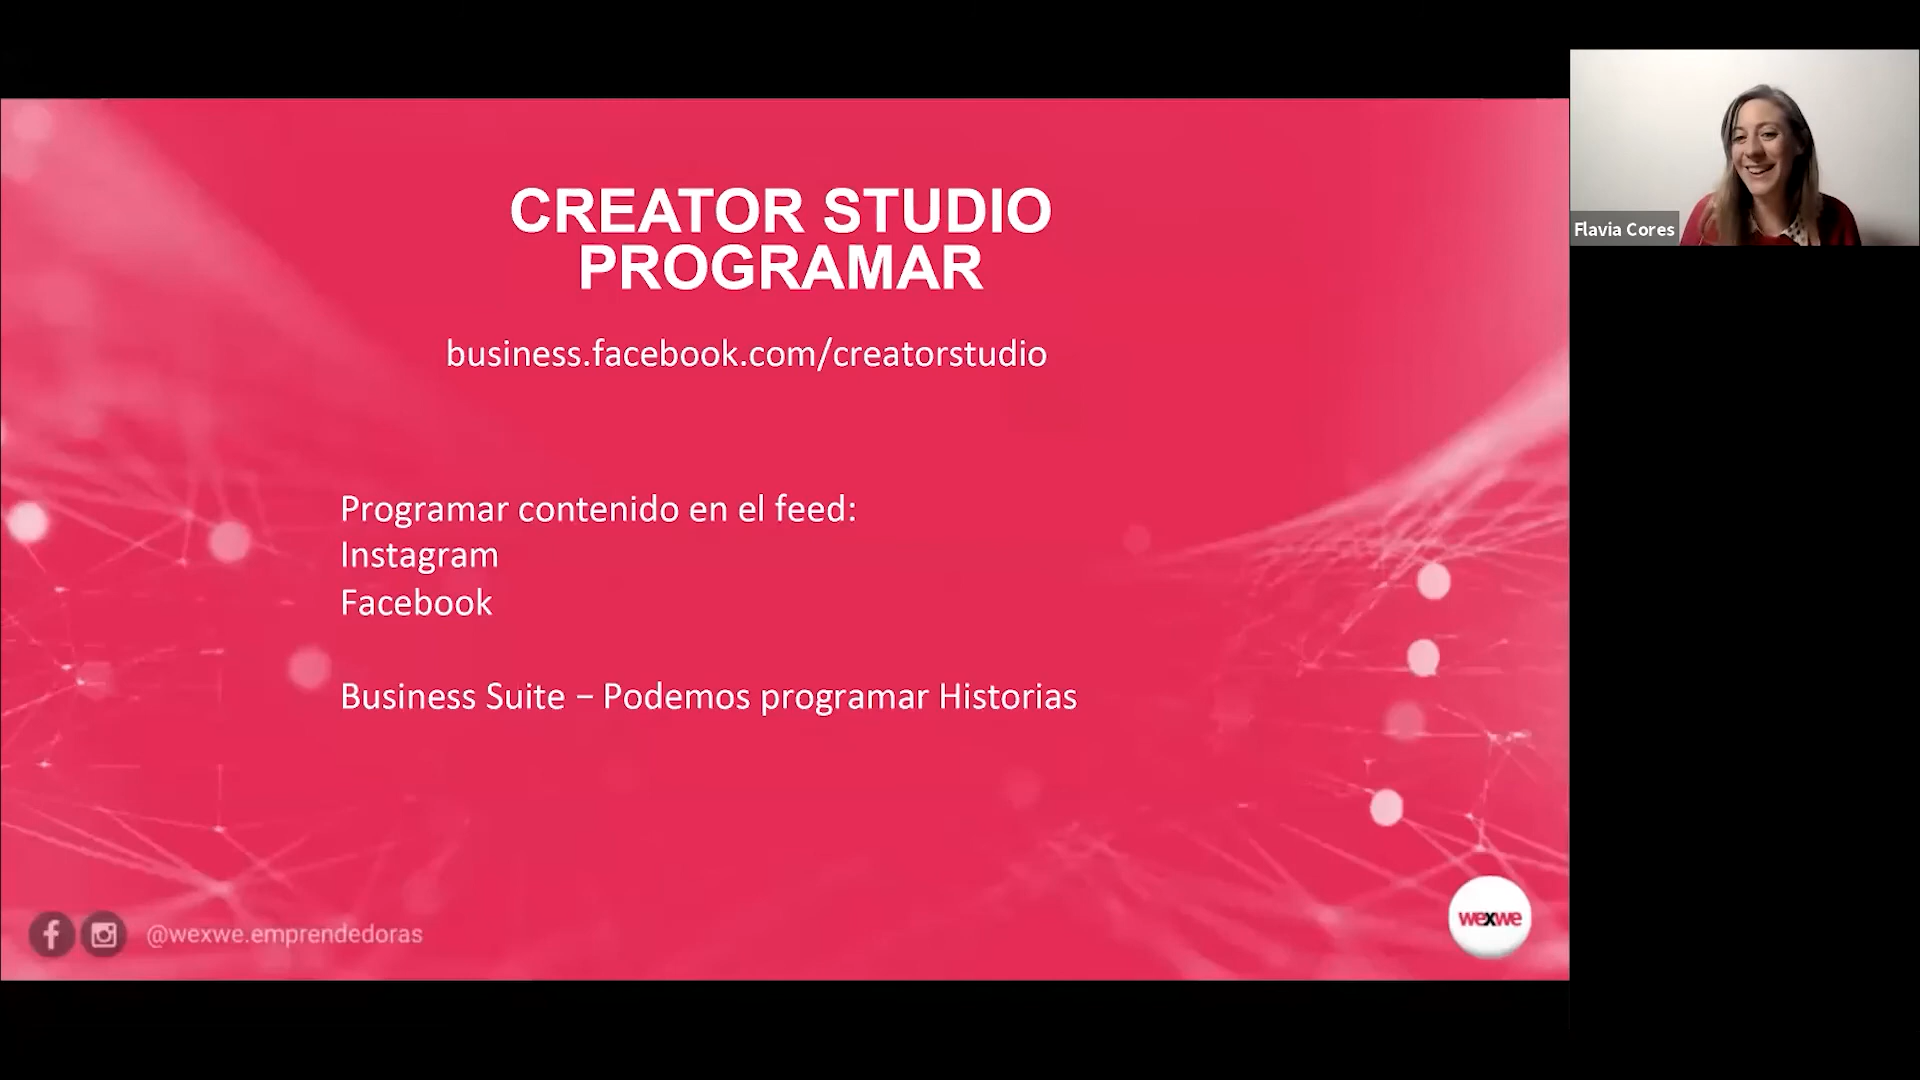 CREATOR STUDIO
PROGRAMAR
business.facebook.com/creatorstudio
Programar contenido en el feed:
Instagram
Facebook
Business Suite – Podemos programar Historias
@wexwe.emprendedoras
wexwe
Flavia Cores